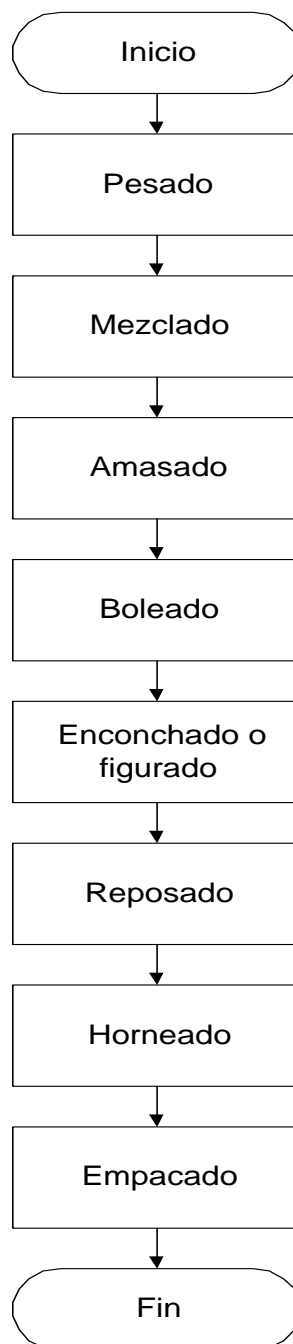 Inicio
Pesado
Mezclado
Amasado
Boleado
Enconchado o
figurado
Reposado
Horneado
Empacado
Fin